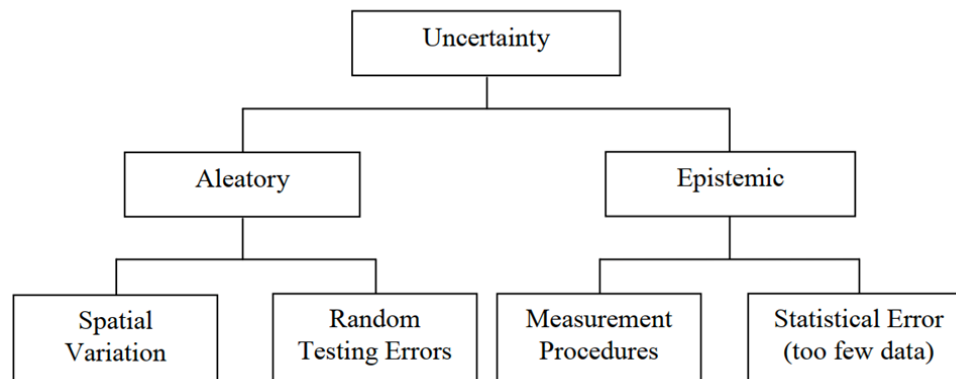 Uncertainty
Aleatory
Epistemic
Spatial
Variation
Random
Testing Errors
Measurement
Procedures
Statistical Error
(too few data)